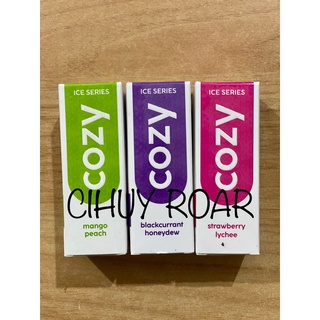 ICE SERIES
cozy
mango
peach
ICE SERIES
cozy
blackcurrant
honeydew
ICE SERIES
cozy
strawberry
lychee
CIHUY ROAR